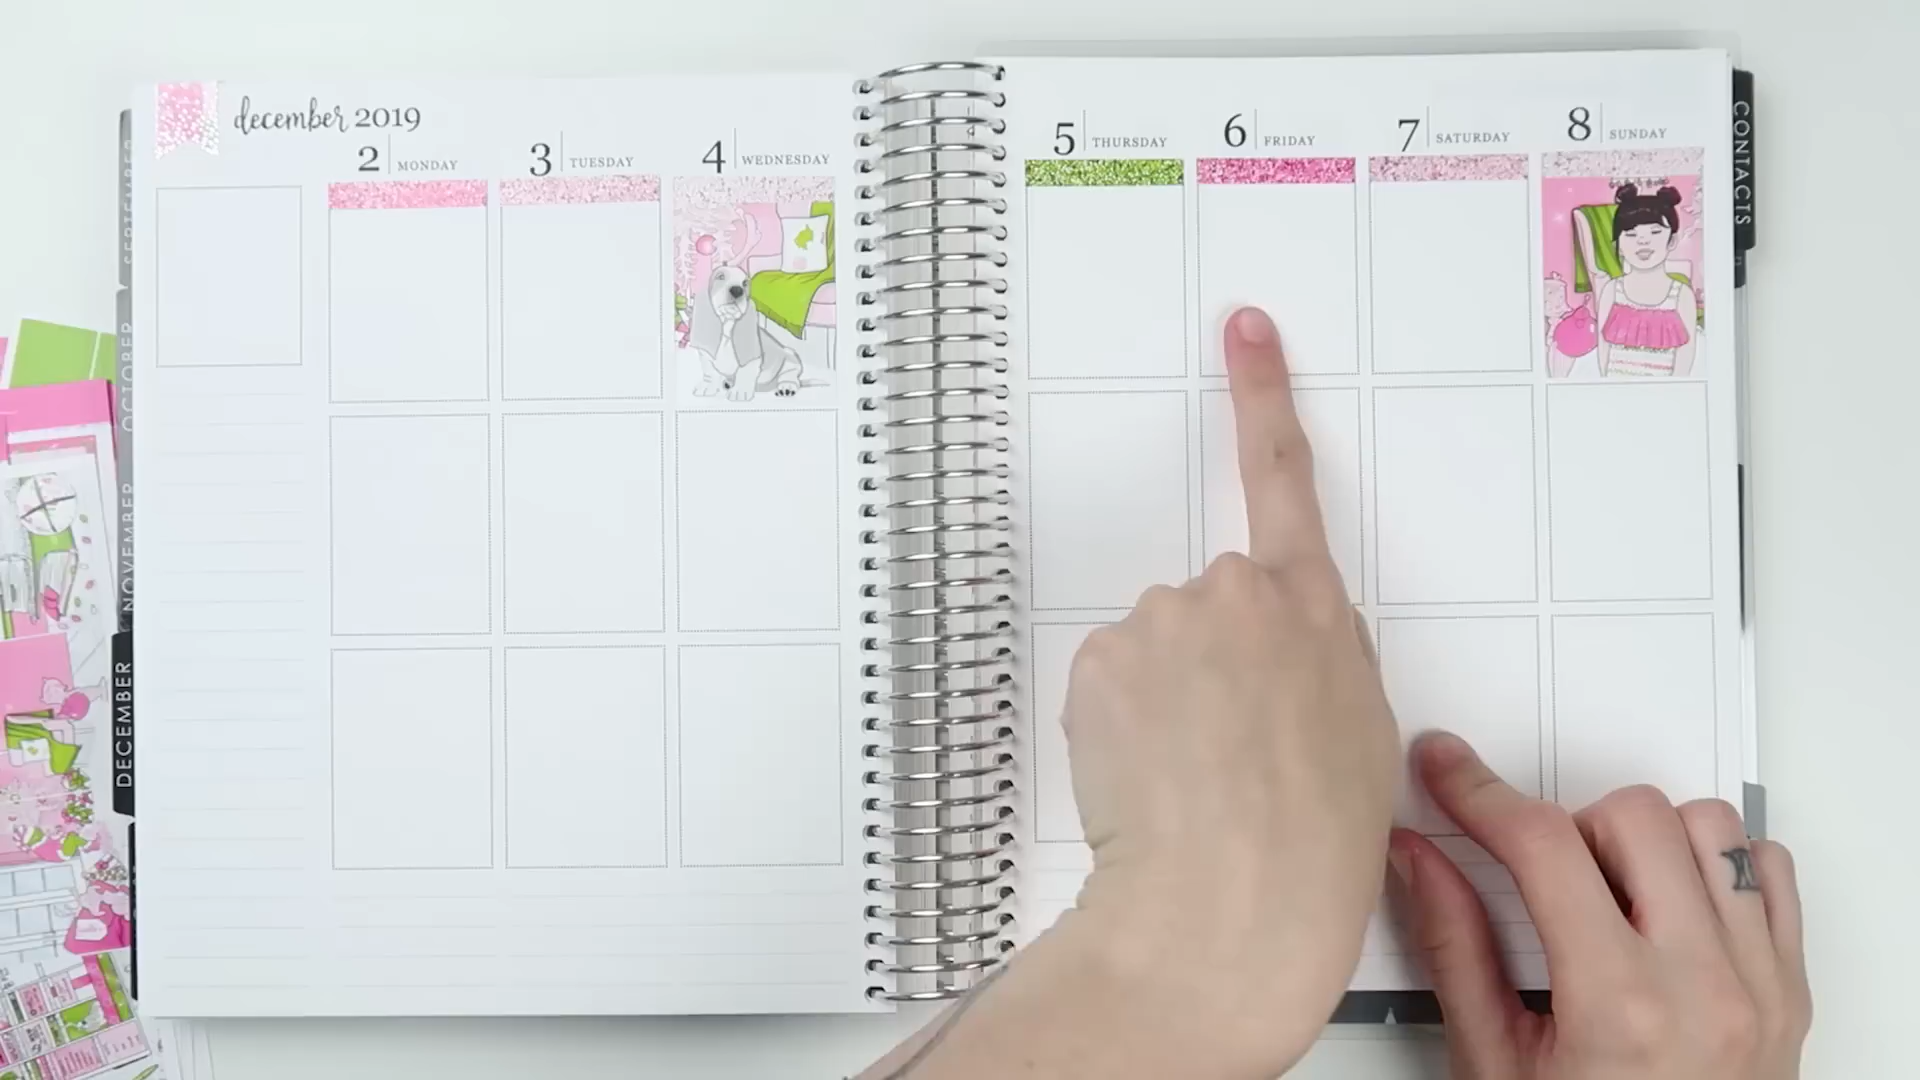 december 2019
2 MONDAY
3 TUESDAY
4 WEDNESDAY
5 THURSDAY
6 FRIDAY
7 SATURDAY
8 SUNDAY
CONTACTS
SEPTEMBER
OCTOBER
NOVEMBER
DECEMBER